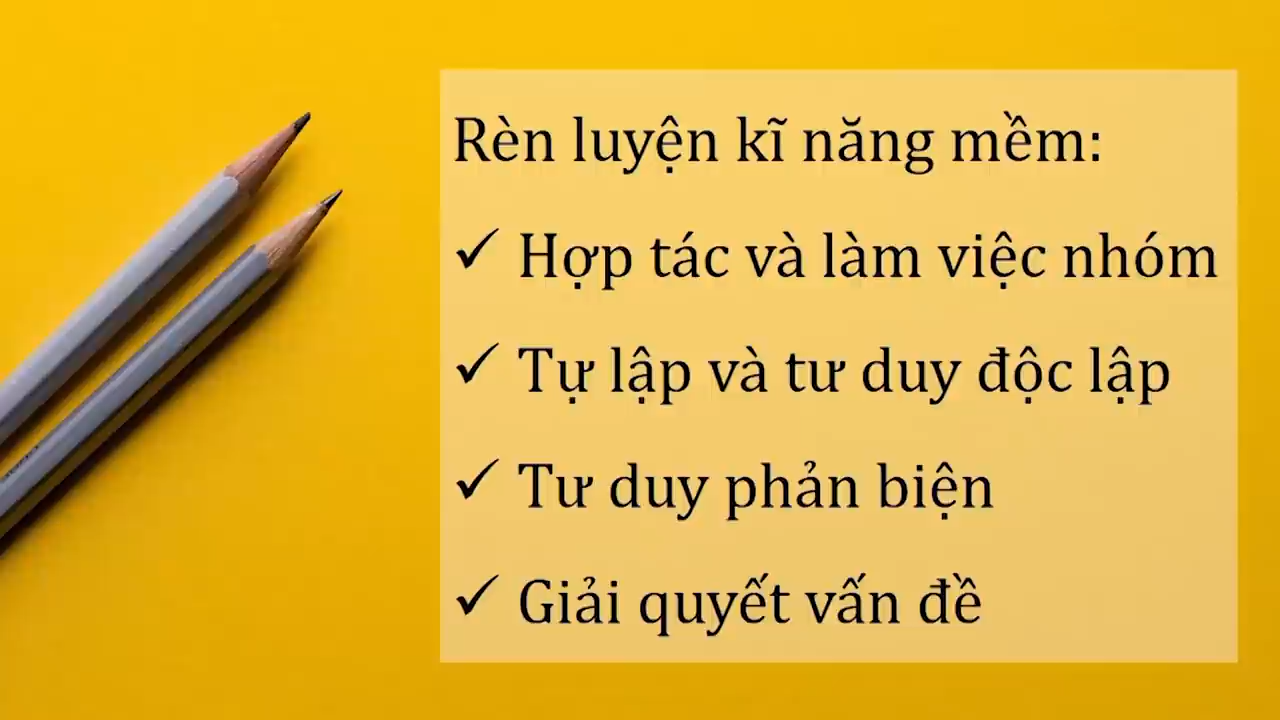 Rèn luyện kĩ năng mềm:
✓ Hợp tác và làm việc nhóm
✓ Tự lập và tư duy độc lập
✓ Tư duy phản biện
✓ Giải quyết vấn đề